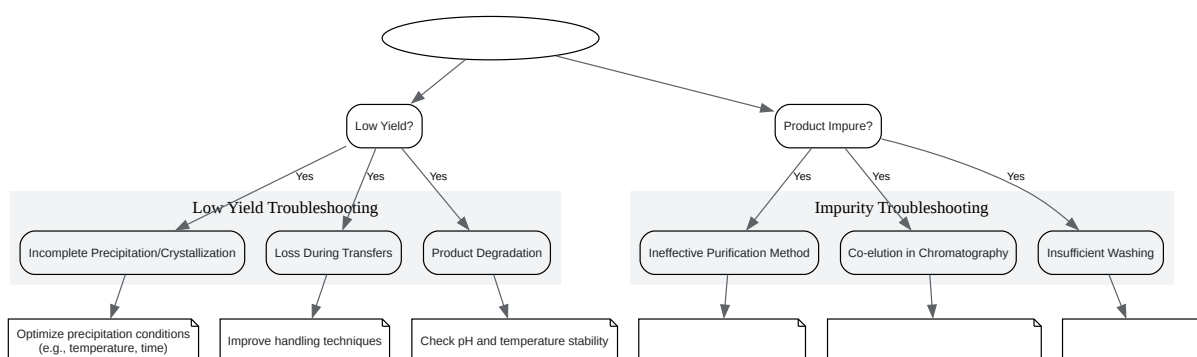 Low Yield?
Product Impure?
Yes
Yes
Yes
Yes
Yes
Yes
Low Yield Troubleshooting
Impurity Troubleshooting
Incomplete Precipitation/Crystallization
Loss During Transfers
Product Degradation
Ineffective Purification Method
Co-elution in Chromatography
Insufficient Washing
Optimize precipitation conditions
(e.g., temperature, time)
Improve handling techniques
Check pH and temperature stability